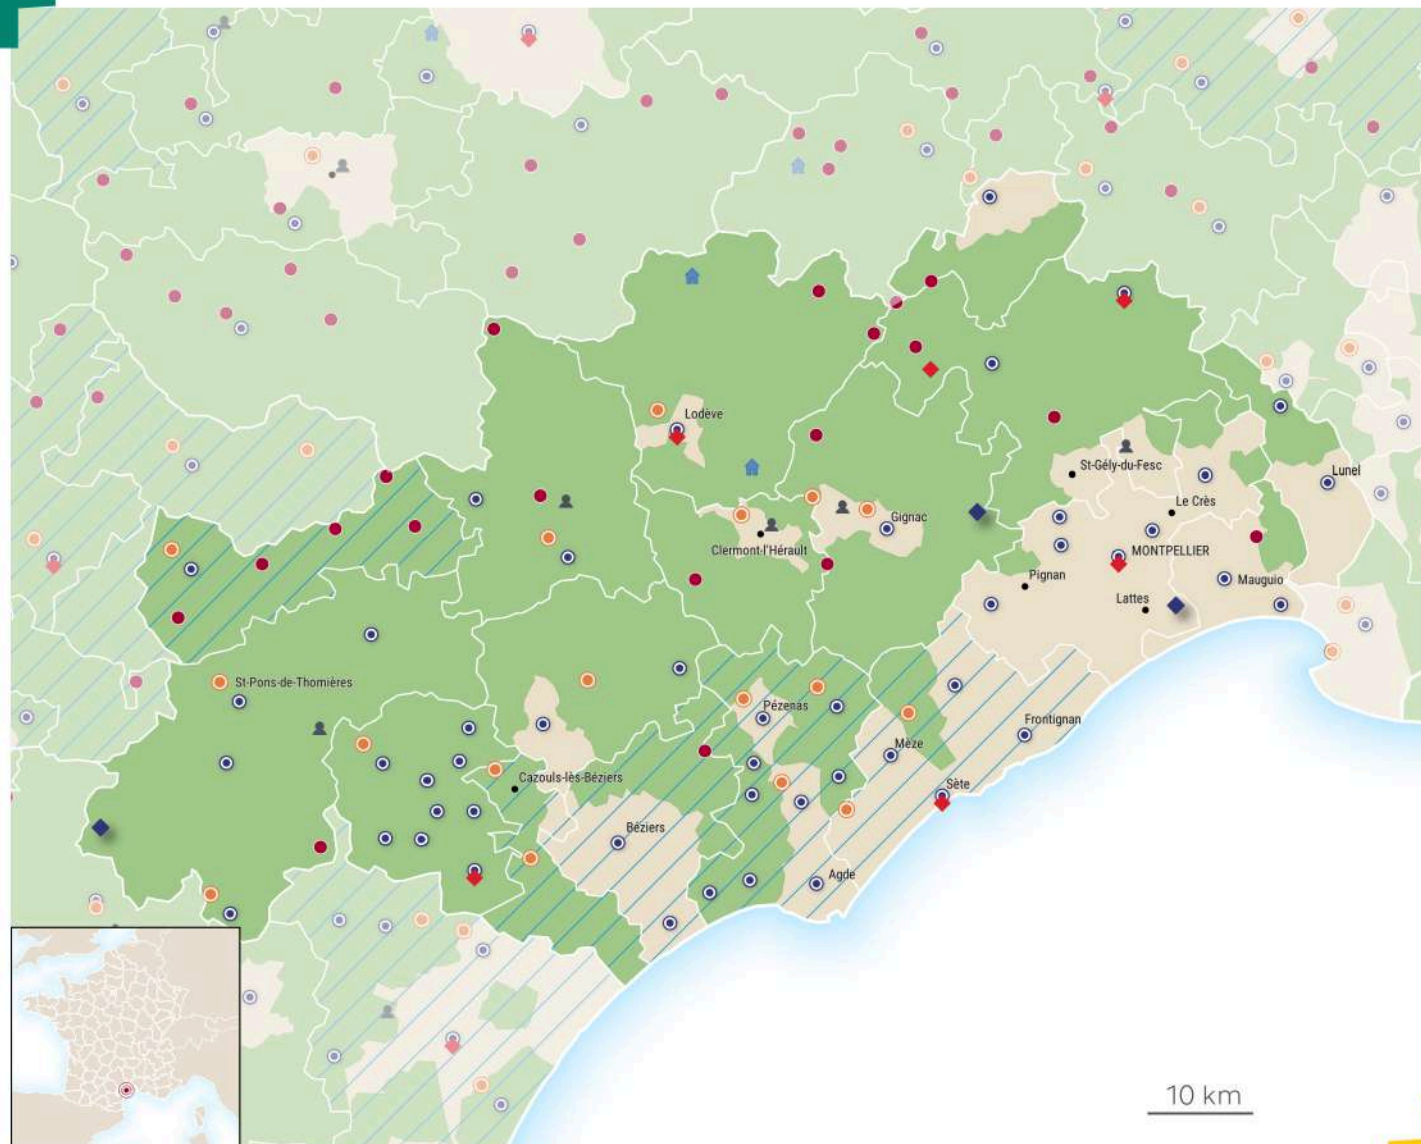 Lodève
St-Gély-du-Fesc
Lunel
Le Crès
Gignac
Clermont-l'Hérault
MONTPELLIER
Pignan
Mauguio
Lattes
St-Pons-de-Thomières
Pézenas
Frontignan
Mèze
Cazouls-lès-Béziers
Sète
Béziers
Agde
10 km